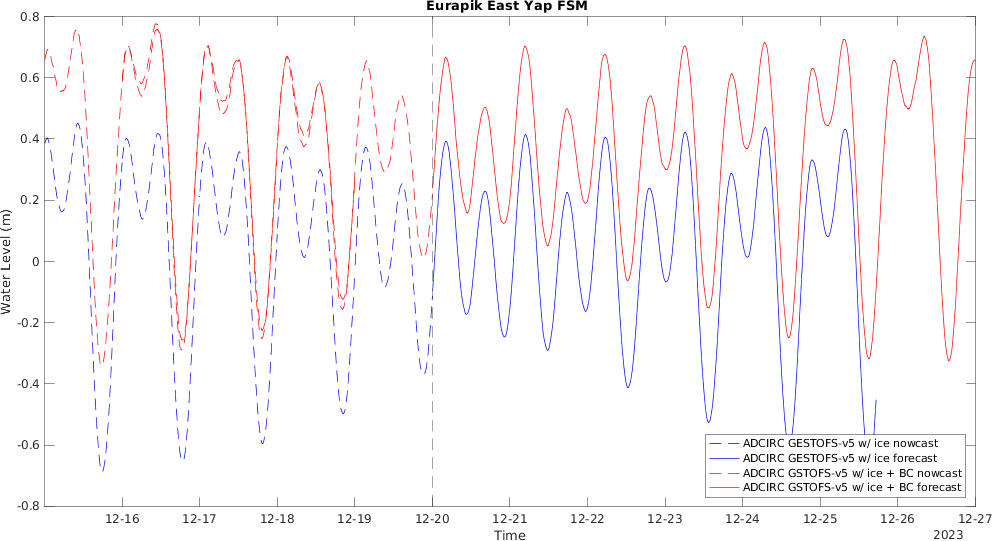 Eurapik East Yap FSM
0.8
0.6
0.4
0.2
0
-0.2
-0.4
-0.6
-0.8
Water Level (m)
ADCIRC GESTOFS-v5 w/ ice nowcast
ADCIRC GESTOFS-v5 w/ ice forecast
ADCIRC GSTOFS-v5 w/ ice + BC nowcast
ADCIRC GSTOFS-v5 w/ ice + BC forecast
12-16 12-17 12-18 12-19 12-20 12-21 12-22 12-23 12-24 12-25 12-26 12-27
Time
2023